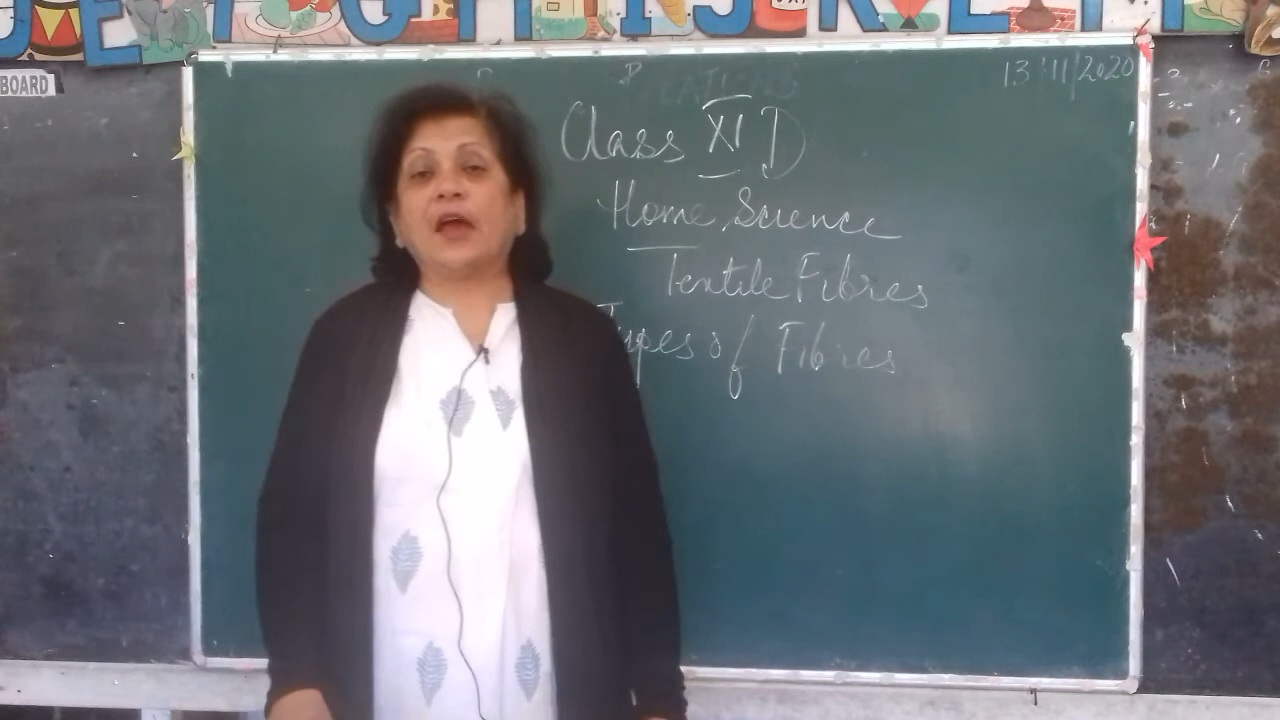 BOARD
13/11/2020
Class XI D
Home Science
Textile Fibres
Types of Fibres